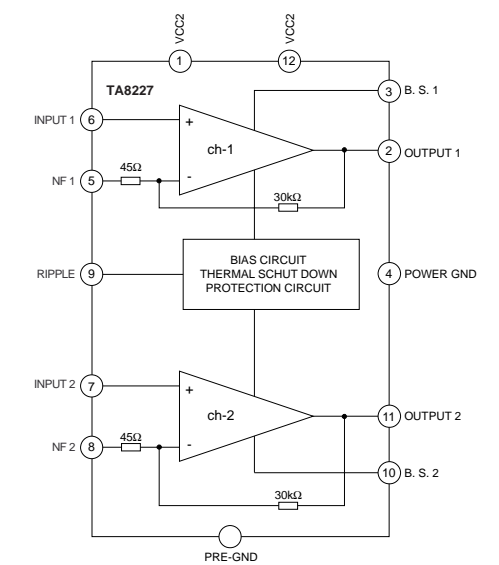 VCC2
VCC2
1
12
TA8227
3 B. S. 1
INPUT 1 6
+
ch-1
2 OUTPUT 1
45Ω
NF 1 5
-
30kΩ
BIAS CIRCUIT
THERMAL SCHUT DOWN
PROTECTION CIRCUIT
RIPPLE 9
4 POWER GND
INPUT 2 7
+
ch-2
11 OUTPUT 2
45Ω
NF 2 8
-
10 B. S. 2
30kΩ
PRE-GND